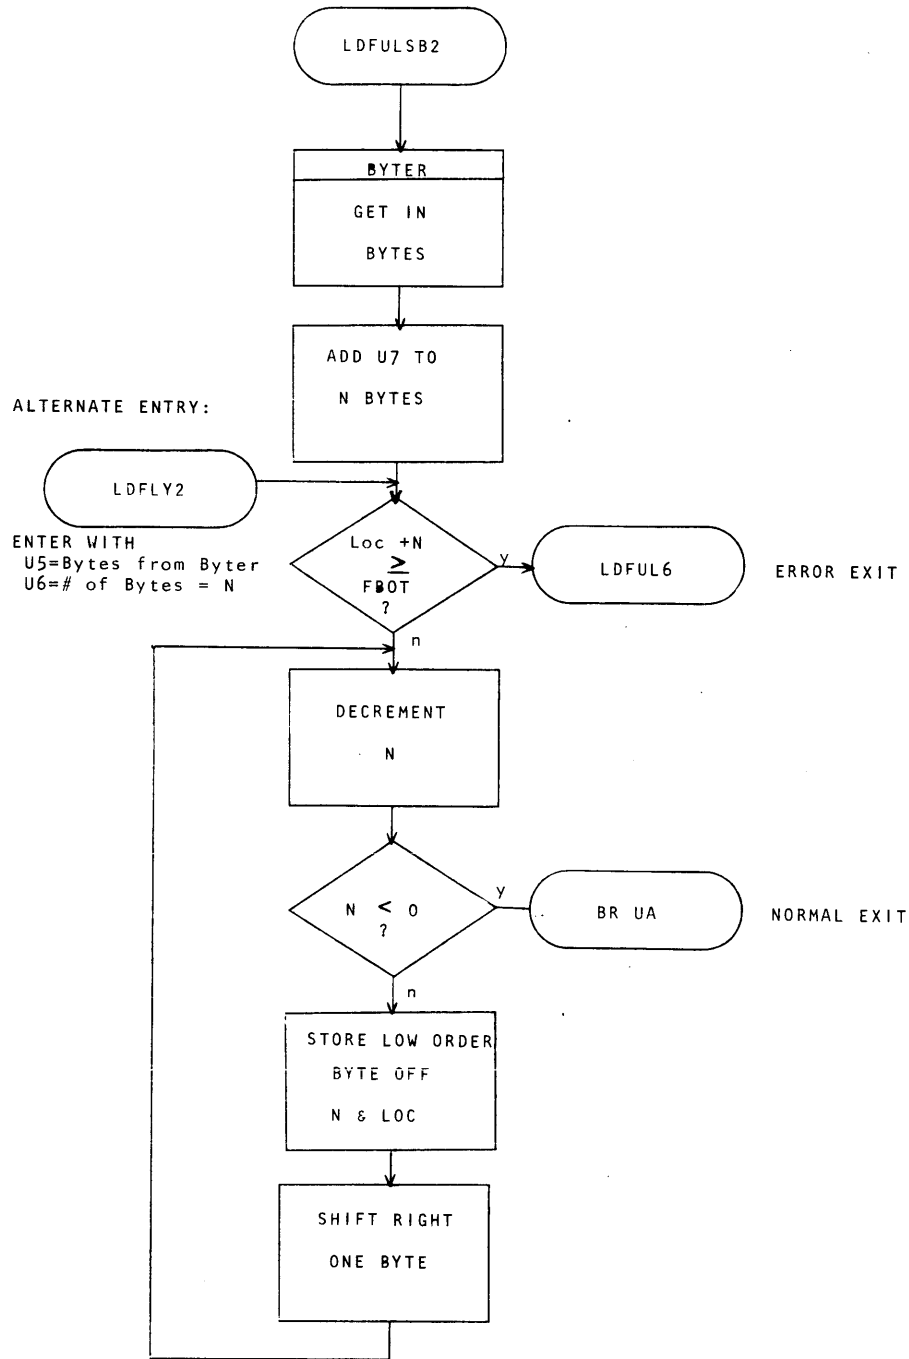 LDFULSB2
BYTER
GET IN
BYTES
ADD U7 TO
N BYTES
ALTERNATE ENTRY:
LDFLY2
ENTER WITH
U5=Bytes from Byter
U6=# of Bytes = N
Loc +N
≥
FBOT
?
y
LDFUL6
ERROR EXIT
n
DECREMENT
N
N < 0
?
y
BR UA
NORMAL EXIT
n
STORE LOW ORDER
BYTE OFF
N & LOC
SHIFT RIGHT
ONE BYTE